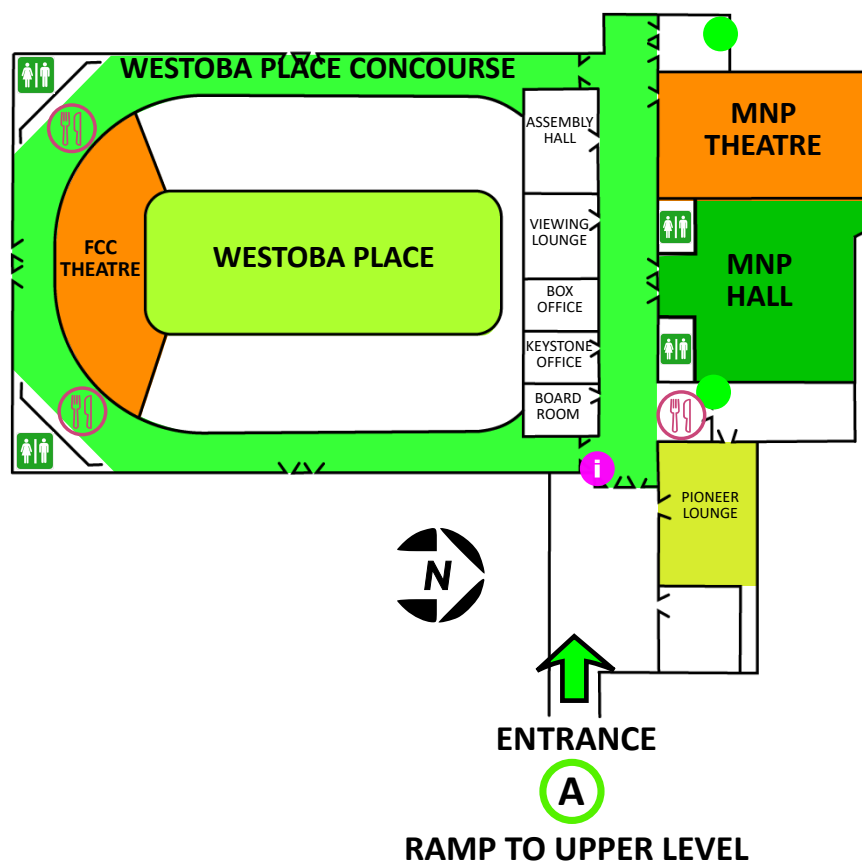 WESTOBA PLACE CONCOURSE
ASSEMBLY
HALL
MNP
THEATRE
VIEWING
LOUNGE
FCC
THEATRE
WESTOBA PLACE
MNP
HALL
BOX
OFFICE
KEYSTONE
OFFICE
BOARD
ROOM
i
PIONEER
LOUNGE
N
ENTRANCE
A
RAMP TO UPPER LEVEL